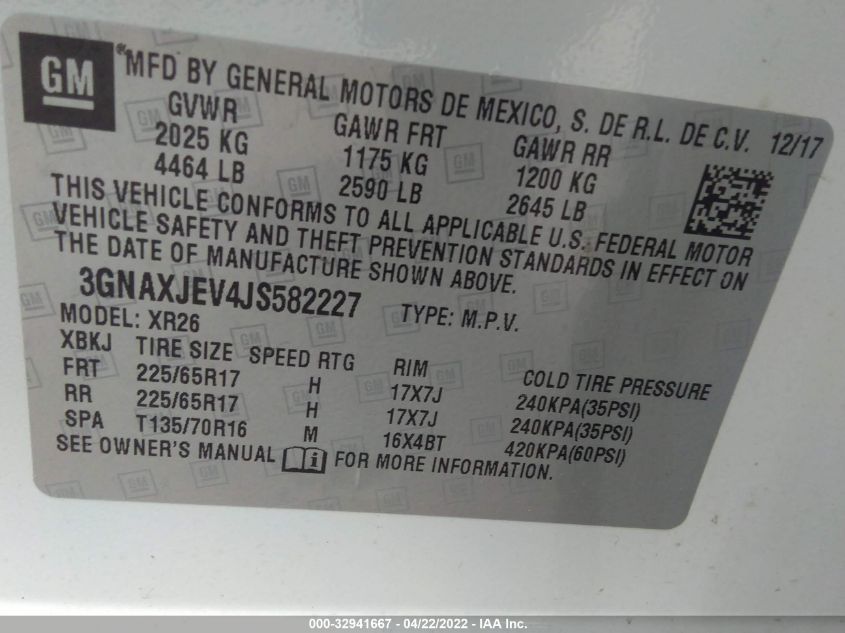 GM
®MFD BY GENERAL MOTORS DE MEXICO, S. DE R.L. DE C.V. 12/17
GVWR GAWR FRT GAWR RR
2025 KG 1175 KG 1200 KG
4464 LB 2590 LB 2645 LB
THIS VEHICLE CONFORMS TO ALL APPLICABLE U.S. FEDERAL MOTOR
VEHICLE SAFETY AND THEFT PREVENTION STANDARDS IN EFFECT ON
THE DATE OF MANUFACTURE SHOWN ABOVE.
3GNAXJEV4JS582227 TYPE: M.P.V.
MODEL: XR26
XBKJ TIRE SIZE SPEED RTG RIM COLD TIRE PRESSURE
FRT 225/65R17 H 17X7J 240KPA(35PSI)
RR 225/65R17 H 17X7J 240KPA(35PSI)
SPA T135/70R16 M 16X4BT 420KPA(60PSI)
SEE OWNER'S MANUAL i FOR MORE INFORMATION.
000-32941667 - 04/22/2022 - IAA Inc.